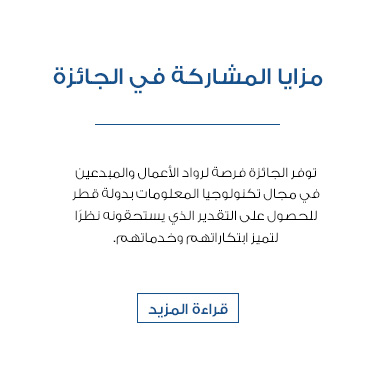 مزايا المشاركة في الجائزة
توفر الجائزة فرصة لرواد الأعمال والمبدعين
في مجال تكنولوجيا المعلومات بدولة قطر
للحصول على التقدير الذي يستحقونه نظرًا
لتميز ابتكاراتهم وخدماتهم.
قراءة المزيد